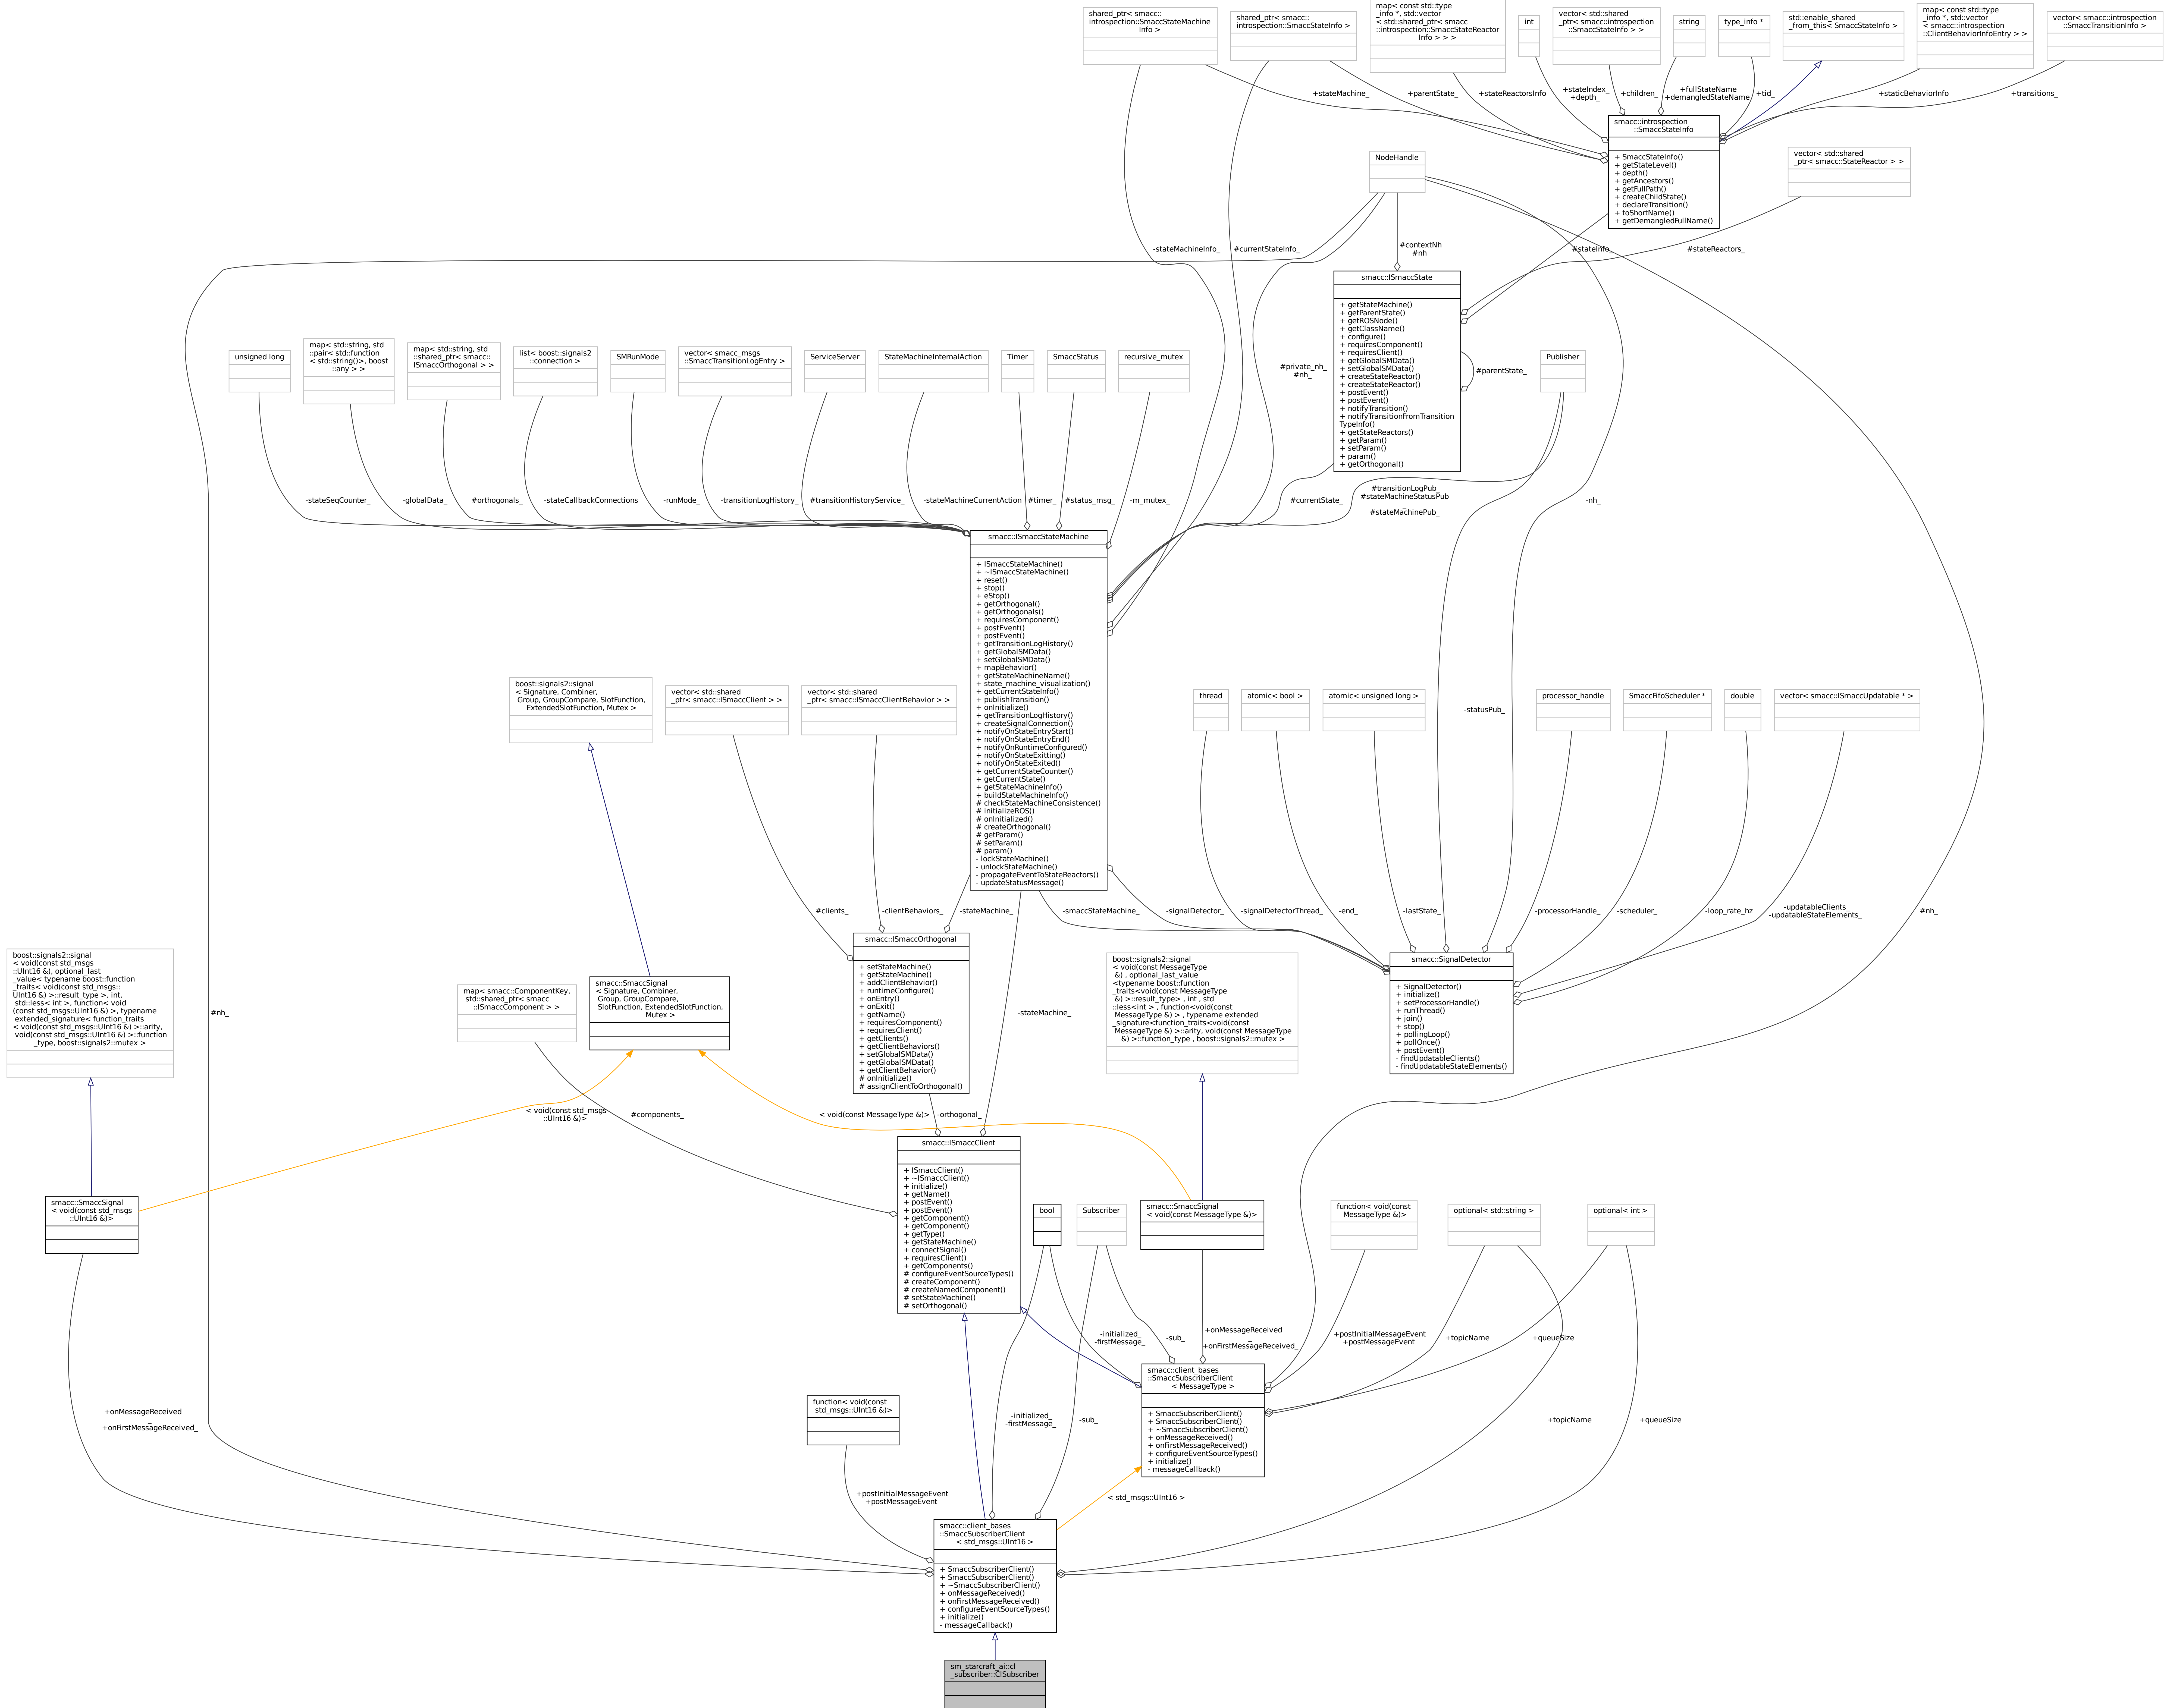 shared_ptr< smacc::
introspection::SmaccStateMachine
Info >
shared_ptr< smacc::
introspection::SmaccStateInfo >
map< const std::type
_info *, std::vector
< std::shared_ptr< smacc
::introspection::SmaccStateReactor
Info > > >
int
vector< std::shared
_ptr< smacc::introspection
::SmaccStateInfo > >
string
type_info *
std::enable_shared
_from_this< SmaccStateInfo >
map< const std::type
_info *, std::vector
< smacc::introspection
::ClientBehaviorInfoEntry > >
vector< smacc::introspection
::SmaccTransitionInfo >
+stateMachine_
+parentState_
+stateReactorsInfo
+stateIndex_
+depth_
+children_
+fullStateName
+demangledStateName
+tid_
+staticBehaviorInfo
+transitions_
smacc::introspection
::SmaccStateInfo
+ SmaccStateInfo()
+ getStateLevel()
+ depth()
+ getAncestors()
+ getFullPath()
+ createChildState()
+ declareTransition()
+ toShortName()
+ getDemangledFullName()
NodeHandle
vector< std::shared
_ptr< smacc::StateReactor > >
-stateMachineInfo_
#currentStateInfo_
#contextNh
#nh
#stateInfo_
#stateReactors_
smacc::ISmaccState
+ getStateMachine()
+ getParentState()
+ getROSNode()
+ getClassName()
+ configure()
+ requiresComponent()
+ requiresClient()
+ getGlobalSMData()
+ setGlobalSMData()
+ createStateReactor()
+ createStateReactor()
+ postEvent()
+ postEvent()
+ notifyTransition()
+ notifyTransitionFromTransition
TypeInfo()
+ getStateReactors()
+ getParam()
+ setParam()
+ param()
+ getOrthogonal()
#parentState_
#private_nh_
#nh_
Publisher
unsigned long
map< std::string, std
::pair< std::function
< std::string()>, boost
::any > >
map< std::string, std
::shared_ptr< smacc::
ISmaccOrthogonal > >
list< boost::signals2
::connection >
SMRunMode
vector< smacc_msgs
::SmaccTransitionLogEntry >
ServiceServer
StateMachineInternalAction
Timer
SmaccStatus
recursive_mutex
-stateSeqCounter_
-globalData_
#orthogonals_
-stateCallbackConnections
-runMode_
-transitionLogHistory_
#transitionHistoryService_
-stateMachineCurrentAction
#timer_
#status_msg_
-m_mutex_
#currentState_
#transitionLogPub_
#stateMachineStatusPub
_
#stateMachinePub_
-nh_
smacc::ISmaccStateMachine
+ ISmaccStateMachine()
+ ~ISmaccStateMachine()
+ reset()
+ stop()
+ eStop()
+ getOrthogonal()
+ getOrthogonals()
+ requiresComponent()
+ postEvent()
+ postEvent()
+ getTransitionLogHistory()
+ getGlobalSMData()
+ setGlobalSMData()
+ mapBehavior()
+ getStateMachineName()
+ state_machine_visualization()
+ getCurrentStateInfo()
+ publishTransition()
+ onInitialize()
+ getTransitionLogHistory()
+ createSignalConnection()
+ notifyOnStateEntryStart()
+ notifyOnStateEntryEnd()
+ notifyOnRuntimeConfigured()
+ notifyOnStateExitting()
+ notifyOnStateExited()
+ getCurrentStateCounter()
+ getCurrentState()
+ getStateMachineInfo()
+ buildStateMachineInfo()
# checkStateMachineConsistence()
# initializeROS()
# onInitialized()
# createOrthogonal()
# getParam()
# setParam()
# param()
- lockStateMachine()
- unlockStateMachine()
- propagateEventToStateReactors()
- updateStatusMessage()
boost::signals2::signal
< Signature, Combiner,
Group, GroupCompare, SlotFunction,
ExtendedSlotFunction, Mutex >
vector< std::shared
_ptr< smacc::ISmaccClient > >
vector< std::shared
_ptr< smacc::ISmaccClientBehavior > >
thread
atomic< bool >
atomic< unsigned long >
processor_handle
SmaccFifoScheduler *
double
vector< smacc::ISmaccUpdatable * >
-statusPub_
#clients_
-clientBehaviors_
-stateMachine_
-smaccStateMachine_
-signalDetector_
-signalDetectorThread_
-end_
-lastState_
-processorHandle_
-scheduler_
-loop_rate_hz
-updatableClients_
-updatableStateElements_
#nh_
smacc::ISmaccOrthogonal
+ setStateMachine()
+ getStateMachine()
+ addClientBehavior()
+ runtimeConfigure()
+ onEntry()
+ onExit()
+ getName()
+ requiresComponent()
+ requiresClient()
+ getClients()
+ getClientBehaviors()
+ setGlobalSMData()
+ getGlobalSMData()
+ getClientBehavior()
# onInitialize()
# assignClientToOrthogonal()
smacc::SignalDetector
+ SignalDetector()
+ initialize()
+ setProcessorHandle()
+ runThread()
+ join()
+ stop()
+ pollingLoop()
+ pollOnce()
+ postEvent()
- findUpdatableClients()
- findUpdatableStateElements()
boost::signals2::signal
< void(const std_msgs
::UInt16 &), optional_last
_value< typename boost::function
_traits< void(const std_msgs::
UInt16 &) >::result_type >, int,
std::less< int >, function< void
(const std_msgs::UInt16 &) >, typename
extended_signature< function_traits
< void(const std_msgs::UInt16 &) >::arity,
void(const std_msgs::UInt16 &) >::function
_type, boost::signals2::mutex >
map< smacc::ComponentKey,
std::shared_ptr< smacc
::ISmaccComponent > >
smacc::SmaccSignal
< Signature, Combiner,
Group, GroupCompare,
SlotFunction, ExtendedSlotFunction,
Mutex >
boost::signals2::signal
< void(const MessageType
&) , optional_last_value
<typename boost::function
_traits<void(const MessageType
&) >::result_type> , int , std
::less<int > , function<void(const
MessageType &) > , typename extended
_signature<function_traits<void(const
MessageType &) >::arity, void(const MessageType
&) >::function_type , boost::signals2::mutex >
#nh_
-stateMachine_
< void(const std_msgs
::UInt16 &)>
#components_
< void(const MessageType &)>
-orthogonal_
smacc::ISmaccClient
+ ISmaccClient()
+ ~ISmaccClient()
+ initialize()
+ getName()
+ postEvent()
+ postEvent()
+ getComponent()
+ getComponent()
+ getType()
+ getStateMachine()
+ connectSignal()
+ requiresClient()
+ getComponents()
# configureEventSourceTypes()
# createComponent()
# createNamedComponent()
# setStateMachine()
# setOrthogonal()
smacc::SmaccSignal
< void(const std_msgs
::UInt16 &)>
bool
Subscriber
smacc::SmaccSignal
< void(const MessageType &)>
function< void(const
MessageType &)>
optional< std::string >
optional< int >
-initialized_
-firstMessage_
-sub_
+onMessageReceived
_
+onFirstMessageReceived_
+postInitialMessageEvent
+postMessageEvent
+topicName
+queueSize
smacc::client_bases
::SmaccSubscriberClient
< MessageType >
+ SmaccSubscriberClient()
+ SmaccSubscriberClient()
+ ~SmaccSubscriberClient()
+ onMessageReceived()
+ onFirstMessageReceived()
+ configureEventSourceTypes()
+ initialize()
- messageCallback()
function< void(const
std_msgs::UInt16 &)>
+onMessageReceived
_
+onFirstMessageReceived_
-initialized_
-firstMessage_
-sub_
+topicName
+queueSize
+postInitialMessageEvent
+postMessageEvent
< std_msgs::UInt16 >
smacc::client_bases
::SmaccSubscriberClient
< std_msgs::UInt16 >
+ SmaccSubscriberClient()
+ SmaccSubscriberClient()
+ ~SmaccSubscriberClient()
+ onMessageReceived()
+ onFirstMessageReceived()
+ configureEventSourceTypes()
+ initialize()
- messageCallback()
sm_starcraft_ai::cl
_subscriber::ClSubscriber